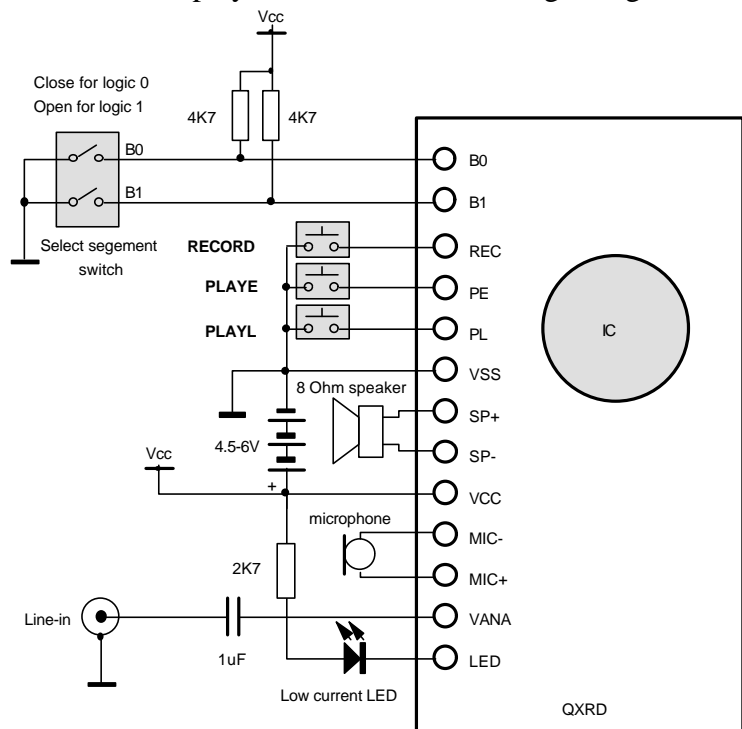 play
Vcc
Close for logic 0
Open for logic 1
4K7 4K7
B0
B1
Select segement
switch
B0
B1
RECORD
REC
PLAYE
PE
PLAYL
PL
IC
VSS
8 Ohm speaker
SP+
4.5-6V
SP-
Vcc
+
VCC
microphone
MIC-
2K7
MIC+
Line-in
VANA
1uF
LED
Low current LED
QXRD